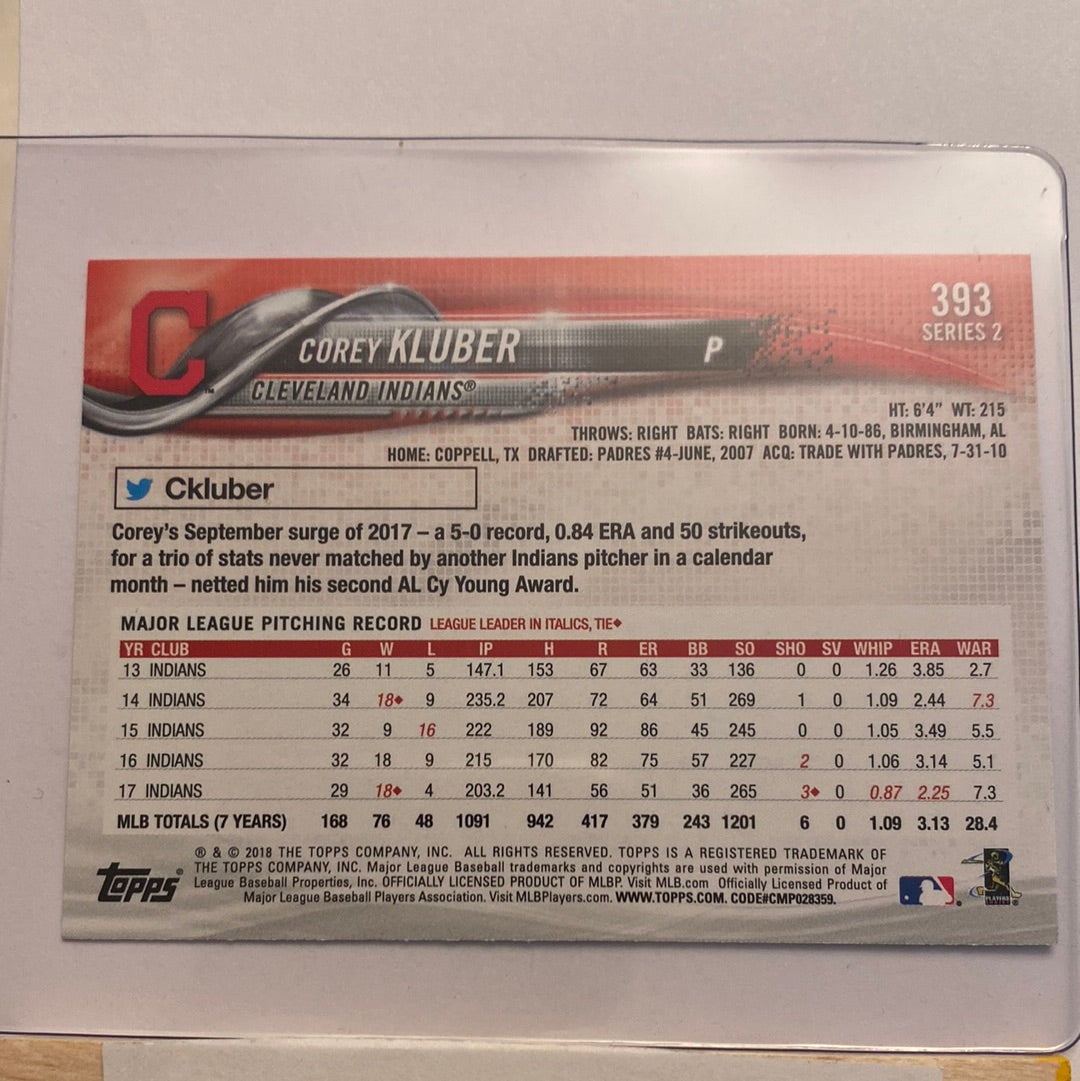 393
SERIES 2
C
™
COREY KLUBER P
CLEVELAND INDIANS®
HT: 6'4" WT: 215
THROWS: RIGHT BATS: RIGHT BORN: 4-10-86, BIRMINGHAM, AL
HOME: COPPELL, TX DRAFTED: PADRES #4-JUNE, 2007 ACQ: TRADE WITH PADRES, 7-31-10
Ckluber
Corey's September surge of 2017 – a 5-0 record, 0.84 ERA and 50 strikeouts,
for a trio of stats never matched by another Indians pitcher in a calendar
month – netted him his second AL Cy Young Award.
MAJOR LEAGUE PITCHING RECORD LEAGUE LEADER IN ITALICS, TIE♦
YR CLUB G W L IP H R ER BB SO SHO SV WHIP ERA WAR
13 INDIANS 26 11 5 147.1 153 67 63 33 136 0 0 1.26 3.85 2.7
14 INDIANS 34 18♦ 9 235.2 207 72 64 51 269 1 0 1.09 2.44 7.3
15 INDIANS 32 9 16 222 189 92 86 45 245 0 0 1.05 3.49 5.5
16 INDIANS 32 18 9 215 170 82 75 57 227 2 0 1.06 3.14 5.1
17 INDIANS 29 18♦ 4 203.2 141 56 51 36 265 3♦ 0 0.87 2.25 7.3
MLB TOTALS (7 YEARS) 168 76 48 1091 942 417 379 243 1201 6 0 1.09 3.13 28.4
® & © 2018 THE TOPPS COMPANY, INC. ALL RIGHTS RESERVED. TOPPS IS A REGISTERED TRADEMARK OF
THE TOPPS COMPANY, INC. Major League Baseball trademarks and copyrights are used with permission of Major
League Baseball Properties, Inc. OFFICIALLY LICENSED PRODUCT OF MLBP. Visit MLB.com Officially Licensed Product of
Major League Baseball Players Association. Visit MLBPlayers.com. WWW.TOPPS.COM. CODE#CMP028359.
topps®